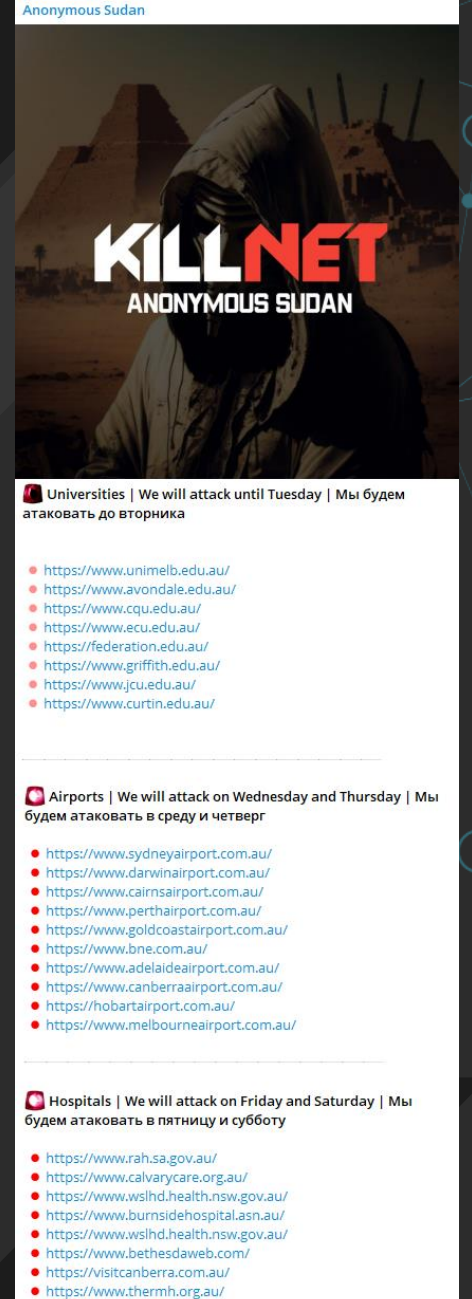 Anonymous Sudan
KILLNET
ANONYMOUS SUDAN
Universities | We will attack until Tuesday | Мы будем
атаковать до вторника
https://www.unimelb.edu.au/
https://www.avondale.edu.au/
https://www.cqu.edu.au/
https://www.ecu.edu.au/
https://federation.edu.au/
https://www.griffith.edu.au/
https://www.jcu.edu.au/
https://www.curtin.edu.au/
Airports | We will attack on Wednesday and Thursday | Мы
будем атаковать в среду и четверг
https://www.sydneyairport.com.au/
https://www.darwinairport.com.au/
https://www.cairnsairport.com.au/
https://www.perthairport.com.au/
https://www.goldcoastairport.com.au/
https://www.bne.com.au/
https://www.adelaideairport.com.au/
https://www.canberraairport.com.au/
https://hobartairport.com.au/
https://www.melbourneairport.com.au/
Hospitals | We will attack on Friday and Saturday | Мы
будем атаковать в пятницу и субботу
https://www.rah.sa.gov.au/
https://www.calvarycare.org.au/
https://www.wslhd.health.nsw.gov.au/
https://www.burnsidehospital.asn.au/
https://www.wslhd.health.nsw.gov.au/
https://www.bethesdaweb.com/
https://visitcanberra.com.au/
https://www.thermh.org.au/